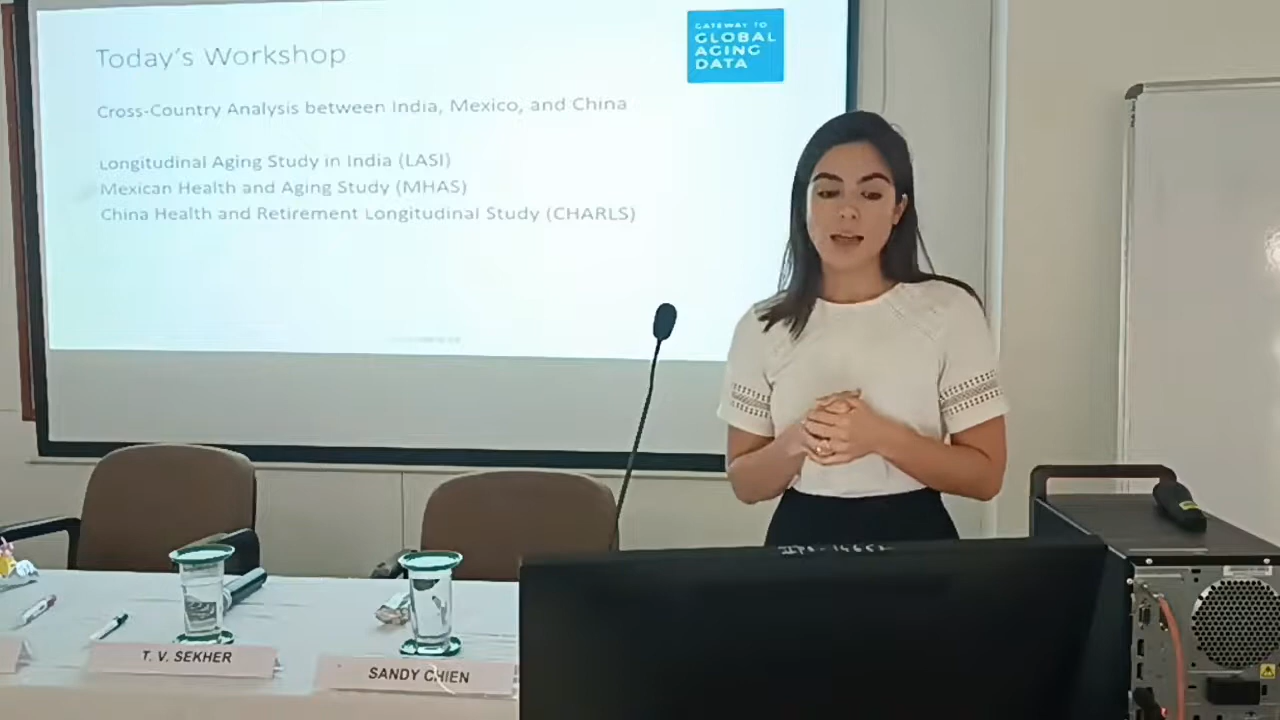 Today's Workshop
GATEWAY TO
GLOBAL
AGING
DATA
Cross-Country Analysis between India, Mexico, and China
Longitudinal Aging Study in India (LASI)
Mexican Health and Aging Study (MHAS)
China Health and Retirement Longitudinal Study (CHARLS)
T. V. SEKHER
SANDY CHIEN